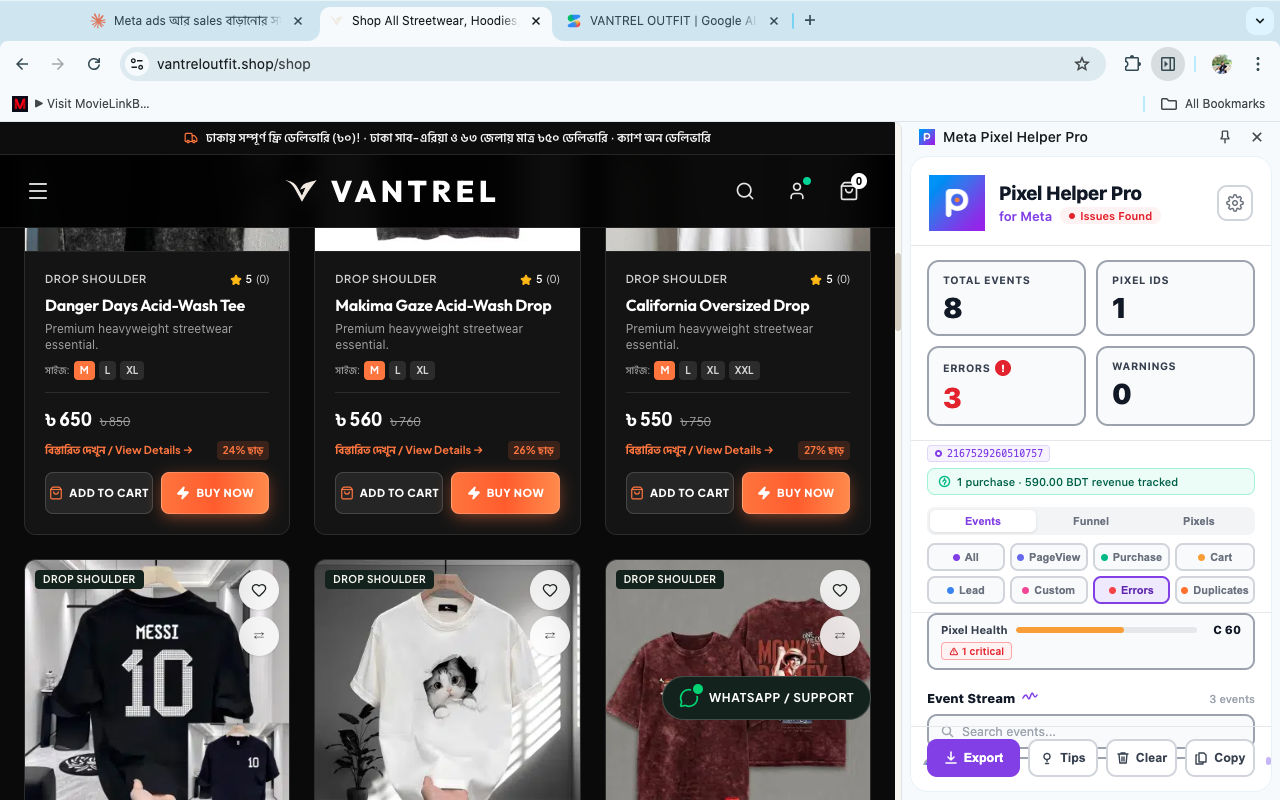 Meta ads আর sales বাড়ানোর স
Shop All Streetwear, Hoodies
VANTREL OUTFIT | Google A
vantreloutfit.shop/shop
M ▶ Visit MovieLinkB...
All Bookmarks
ঢাকায় সম্পূর্ণ ফ্রি ডেলিভারি (৳০)! · ঢাকা সাব-এরিয়া ও ৬৩ জেলায় মাত্র ৳৫০ ডেলিভারি · ক্যাশ অন ডেলিভারি
VANTREL
0
DROP SHOULDER 5 (0)
Danger Days Acid-Wash Tee
Premium heavyweight streetwear
essential.
সাইজ: M L XL
৳ 650 ৳ 850
বিস্তারিত দেখুন / View Details → 24% ছাড়
ADD TO CART BUY NOW
DROP SHOULDER 5 (0)
Makima Gaze Acid-Wash Drop
Premium heavyweight streetwear
essential.
সাইজ: M L XL
৳ 560 ৳ 760
বিস্তারিত দেখুন / View Details → 26% ছাড়
ADD TO CART BUY NOW
DROP SHOULDER 5 (0)
California Oversized Drop
Premium heavyweight streetwear
essential.
সাইজ: M L XL XXL
৳ 550 ৳ 750
বিস্তারিত দেখুন / View Details → 27% ছাড়
ADD TO CART BUY NOW
DROP SHOULDER
MESSI
10
10
DROP SHOULDER
DROP SHOULDER
MONKEY
WHATSAPP / SUPPORT
Meta Pixel Helper Pro
Pixel Helper Pro
for Meta Issues Found
TOTAL EVENTS
8
PIXEL IDS
1
ERRORS !
3
WARNINGS
0
2167529260510757
1 purchase · 590.00 BDT revenue tracked
Events Funnel Pixels
All PageView Purchase Cart
Lead Custom Errors Duplicates
Pixel Health C 60
1 critical
Event Stream 3 events
Search events...
Export Tips Clear Copy